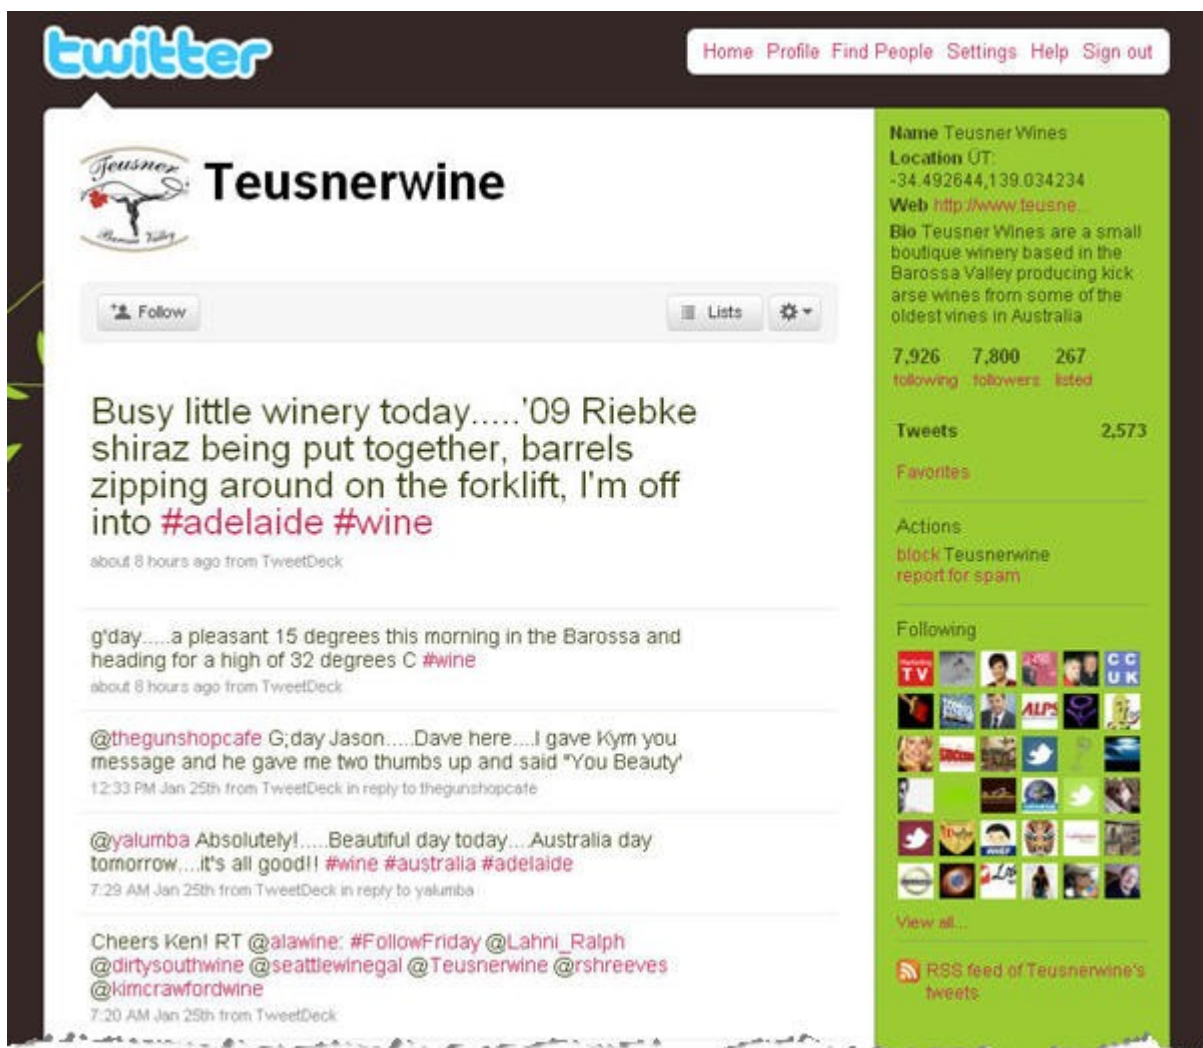 twitter
Home Profile Find People Settings Help Sign out
Teusner
Barossa Valley
Teusnerwine
Follow
Lists
Busy little winery today.....'09 Riebke
shiraz being put together, barrels
zipping around on the forklift, I'm off
into #adelaide #wine
about 8 hours ago from TweetDeck
g'day.....a pleasant 15 degrees this morning in the Barossa and
heading for a high of 32 degrees C #wine
about 8 hours ago from TweetDeck
@thegunshopcafe G;day Jason.....Dave here....I gave Kym you
message and he gave me two thumbs up and said "You Beauty'
12:33 PM Jan 25th from TweetDeck in reply to thegunshopcafe
@yalumba Absolutely!.....Beautiful day today....Australia day
tomorrow....it's all good!! #wine #australia #adelaide
7:29 AM Jan 25th from TweetDeck in reply to yalumba
Cheers Ken! RT @alawine: #FollowFriday @Lahni_Ralph
@dirtysouthwine @seattlewinegal @Teusnerwine @rshreeves
@kimcrawfordwine
7:20 AM Jan 25th from TweetDeck
Name Teusner Wines
Location ÜT:
-34.492644,139.034234
Web http://www.teusne...
Bio Teusner Wines are a small
boutique winery based in the
Barossa Valley producing kick
arse wines from some of the
oldest vines in Australia
7,926 7,800 267
following followers listed
Tweets 2,573
Favorites
Actions
block Teusnerwine
report for spam
Following
TV
CC
UK
ALPS
View all...
RSS feed of Teusnerwine's
tweets